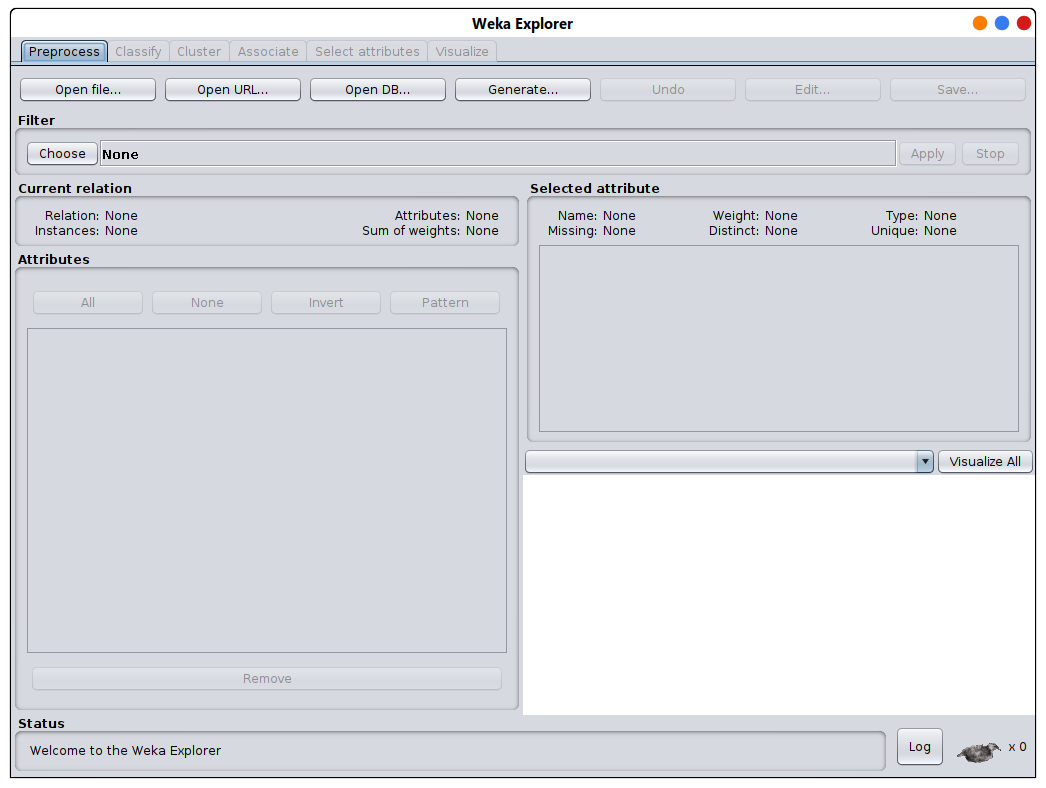 Weka Explorer
Preprocess Classify Cluster Associate Select attributes Visualize
Open file... Open URL... Open DB... Generate... Undo Edit... Save...
Filter
Choose None Apply Stop
Current relation
Relation: None Attributes: None
Instances: None Sum of weights: None
Selected attribute
Name: None Weight: None Type: None
Missing: None Distinct: None Unique: None
Attributes
All None Invert Pattern
Visualize All
Remove
Status
Welcome to the Weka Explorer
Log x 0